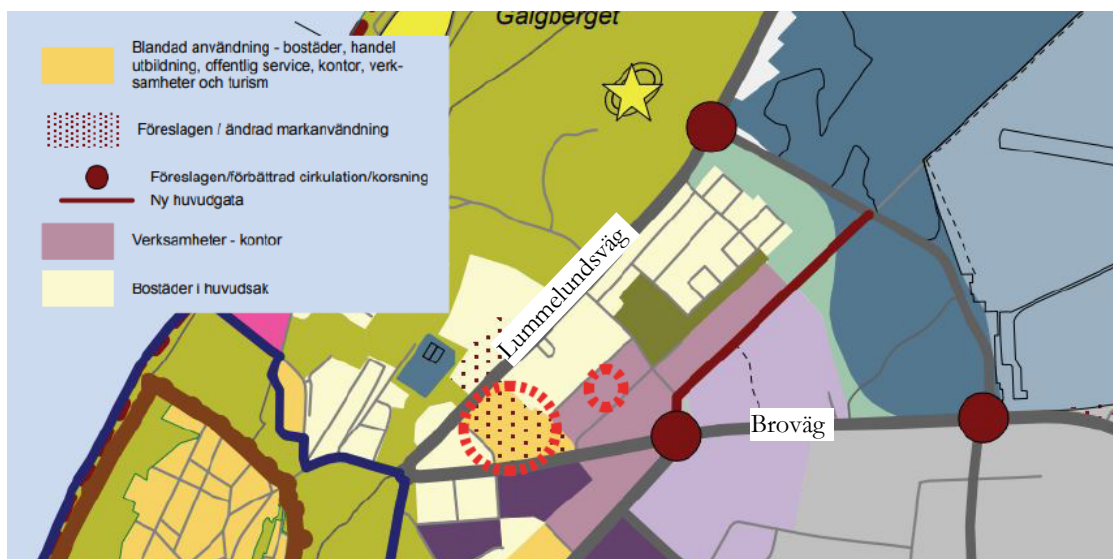 Galgberget
Blandad användning - bostäder, handel
utbildning, offentlig service, kontor, verk-
samheter och turism
Föreslagen / ändrad markanvändning
Föreslagen/förbättrad cirkulation/korsning
Ny huvudgata
Verksamheter - kontor
Bostäder i huvudsak
Lummelundsväg
Broväg